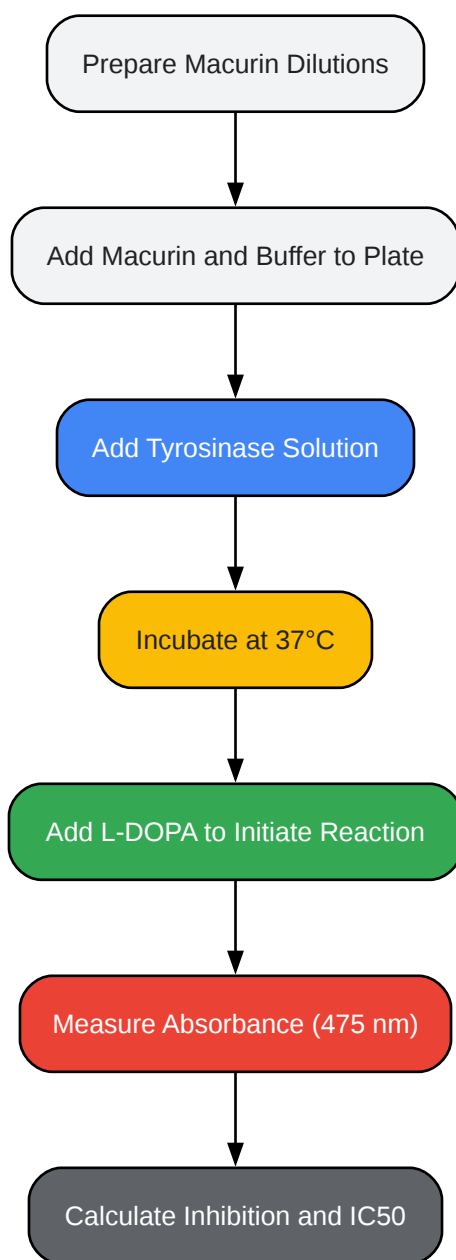 Prepare Macurin Dilutions
Add Macurin and Buffer to Plate
Add Tyrosinase Solution
Incubate at 37°C
Add L-DOPA to Initiate Reaction
Measure Absorbance (475 nm)
Calculate Inhibition and IC50